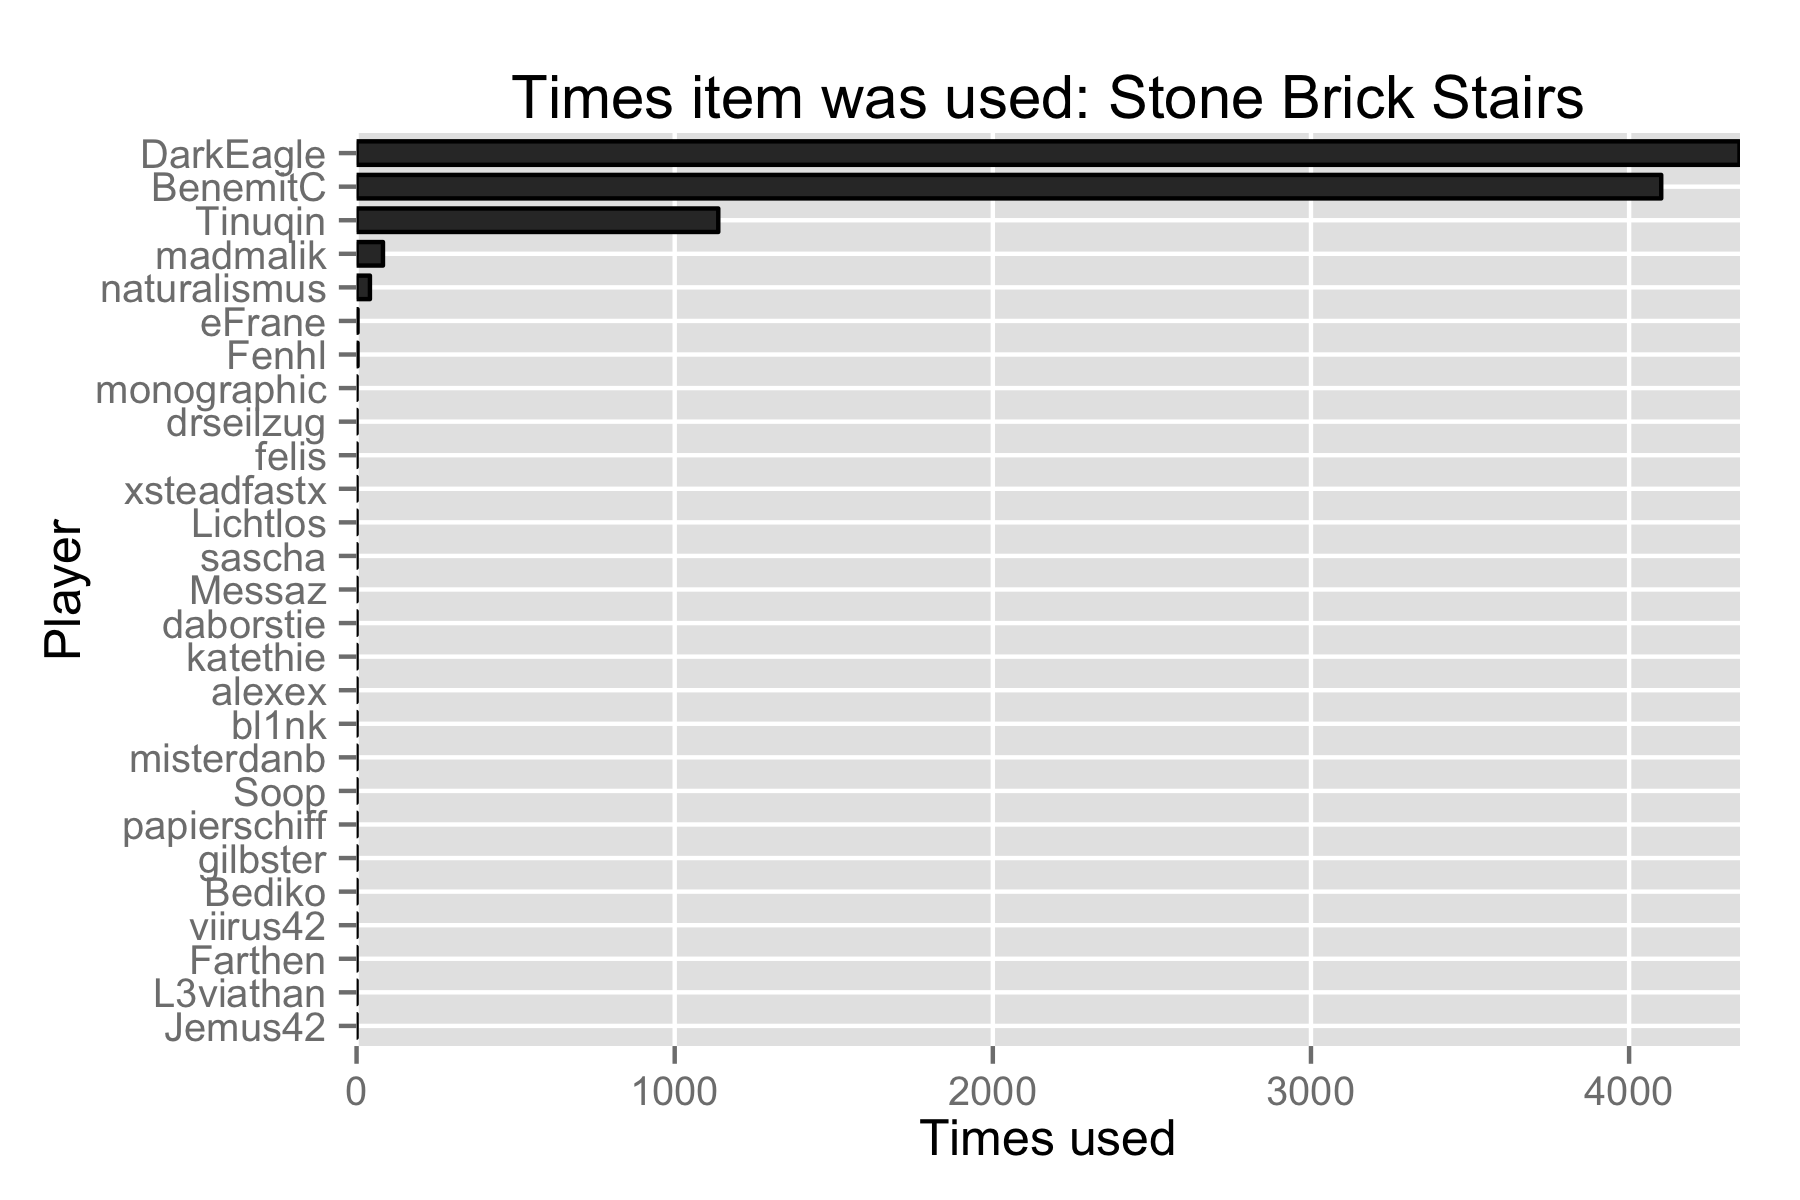 Times item was used: Stone Brick Stairs
DarkEagle
BenemitC
Tinuqin
madmalik
naturalismus
eFrane
Fenhl
monographic
drseilzug
felis
xsteadfastx
Lichtlos
sascha
Messaz
daborstie
katethie
alexex
bl1nk
misterdanb
Soop
papierschiff
gilbster
Bediko
viirus42
Farthen
L3viathan
Jemus42
Player
0 1000 2000 3000 4000
Times used